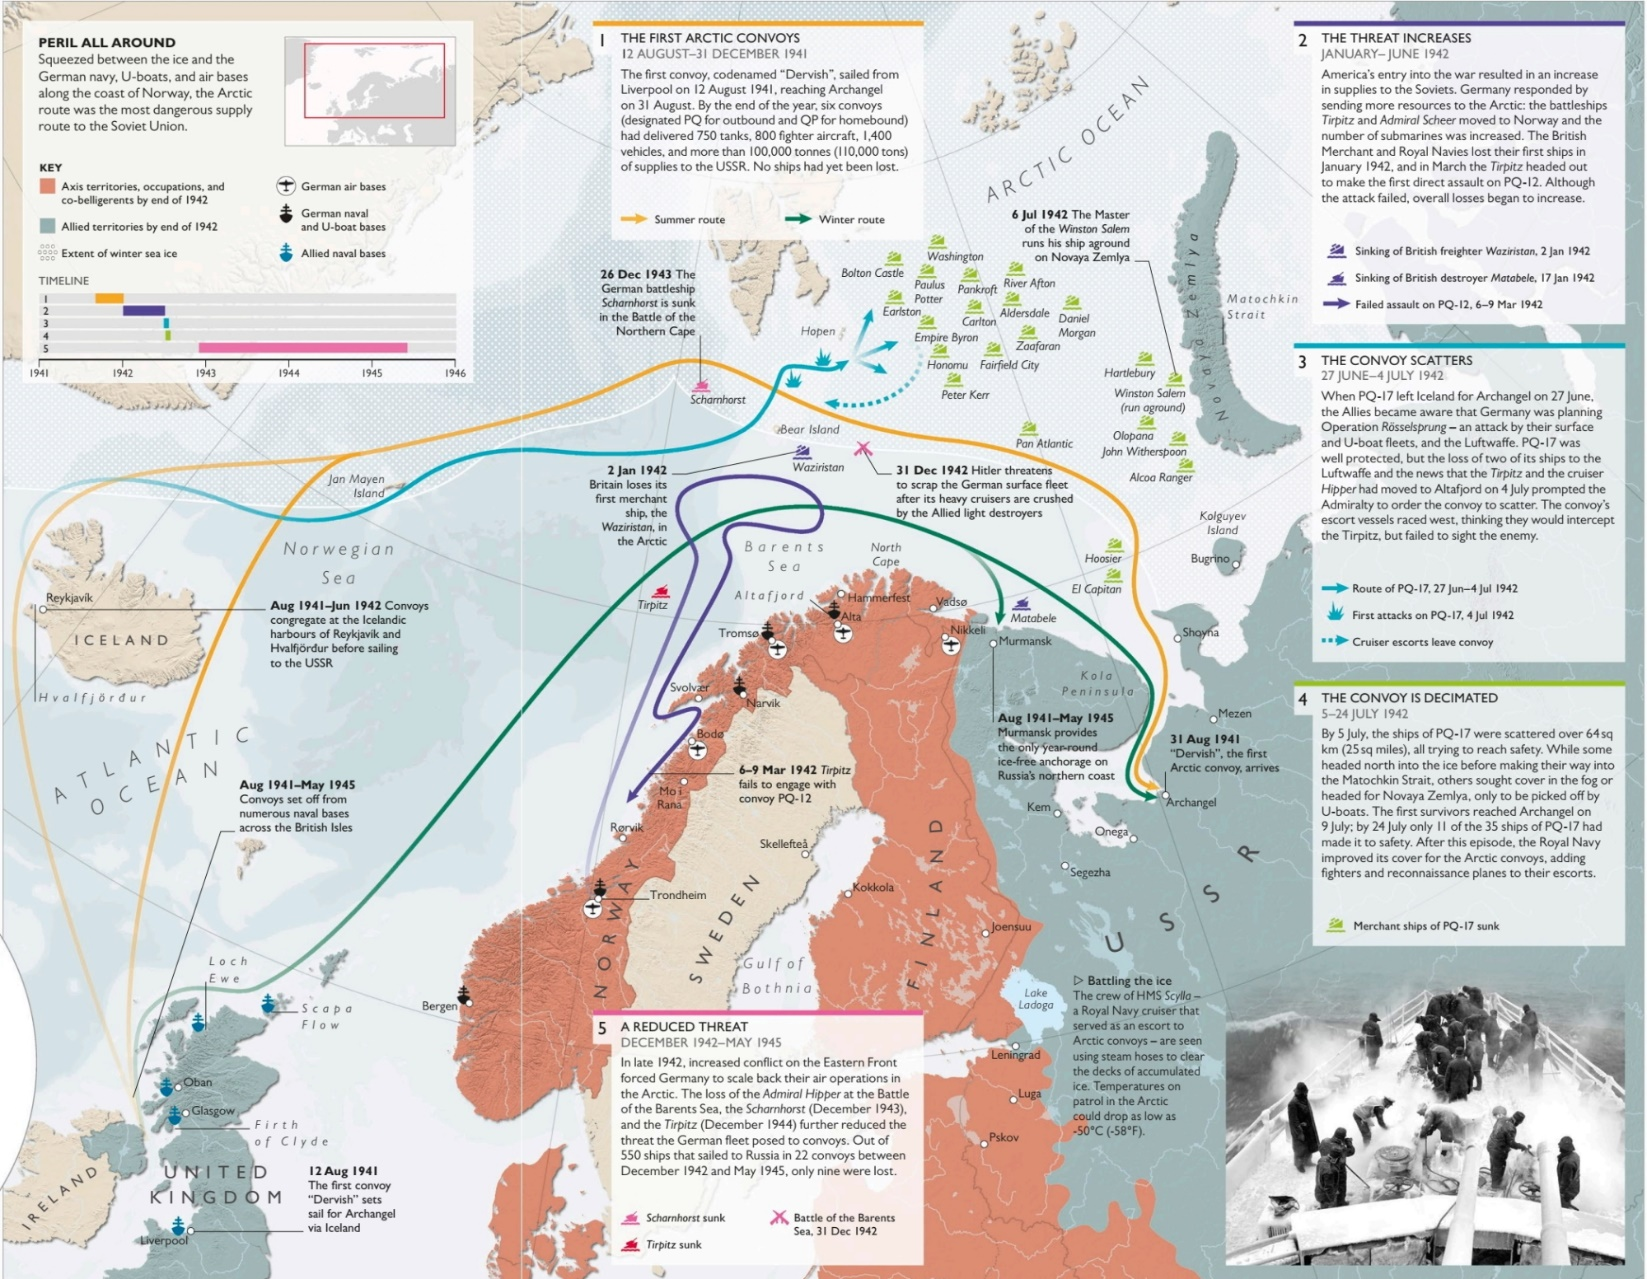 PERIL ALL AROUND
Squeezed between the ice and the
German navy, U-boats, and air bases
along the coast of Norway, the Arctic
route was the most dangerous supply
route to the Soviet Union.
KEY
Axis territories, occupations, and
co-belligerents by end of 1942
Allied territories by end of 1942
Extent of winter sea ice
German air bases
German naval
and U-boat bases
Allied naval bases
TIMELINE
1
2
3
4
5
1941 1942 1943 1944 1945 1946
1 THE FIRST ARCTIC CONVOYS
12 AUGUST–31 DECEMBER 1941
The first convoy, codenamed “Dervish”, sailed from
Liverpool on 12 August 1941, reaching Archangel
on 31 August. By the end of the year, six convoys
(designated PQ for outbound and QP for homebound)
had delivered 750 tanks, 800 fighter aircraft, 1,400
vehicles, and more than 100,000 tonnes (110,000 tons)
of supplies to the USSR. No ships had yet been lost.
Summer route
Winter route
2 THE THREAT INCREASES
JANUARY–JUNE 1942
America’s entry into the war resulted in an increase
in supplies to the Soviets. Germany responded by
sending more resources to the Arctic: the battleships
Tirpitz and Admiral Scheer moved to Norway and the
number of submarines was increased. The British
Merchant and Royal Navies lost their first ships in
January 1942, and in March the Tirpitz headed out
to make the first direct assault on PQ-12. Although
the attack failed, overall losses began to increase.
Sinking of British freighter Waziristan, 2 Jan 1942
Sinking of British destroyer Matabele, 17 Jan 1942
Failed assault on PQ-12, 6–9 Mar 1942
3 THE CONVOY SCATTERS
27 JUNE–4 JULY 1942
When PQ-17 left Iceland for Archangel on 27 June,
the Allies became aware that Germany was planning
Operation Rösselsprung – an attack by their surface
and U-boat fleets, and the Luftwaffe. PQ-17 was
well protected, but the loss of two of its ships to the
Luftwaffe and the news that the Tirpitz and the cruiser
Hipper had moved to Altafjord on 4 July prompted the
Admiralty to order the convoy to scatter. The convoy’s
escort vessels raced west, thinking they would intercept
the Tirpitz, but failed to sight the enemy.
Route of PQ-17, 27 Jun–4 Jul 1942
First attacks on PQ-17, 4 Jul 1942
Cruiser escorts leave convoy
4 THE CONVOY IS DECIMATED
5–24 JULY 1942
By 5 July, the ships of PQ-17 were scattered over 64 sq
km (25 sq miles), all trying to reach safety. While some
headed north into the ice before making their way into
the Matochkin Strait, others sought cover in the fog or
headed for Novaya Zemlya, only to be picked off by
U-boats. The first survivors reached Archangel on
9 July; by 24 July only 11 of the 35 ships of PQ-17 had
made it to safety. After this episode, the Royal Navy
improved its cover for the Arctic convoys, adding
fighters and reconnaissance planes to their escorts.
Merchant ships of PQ-17 sunk
5 A REDUCED THREAT
DECEMBER 1942–MAY 1945
In late 1942, increased conflict on the Eastern Front
forced Germany to scale back their air operations in
the Arctic. The loss of the Admiral Hipper at the Battle
of the Barents Sea, the Scharnhorst (December 1943),
and the Tirpitz (December 1944) further reduced the
threat the German fleet posed to convoys. Out of
550 ships that sailed to Russia in 22 convoys between
December 1942 and May 1945, only nine were lost.
Scharnhorst sunk
Tirpitz sunk
Battle of the Barents
Sea, 31 Dec 1942
ARCTIC OCEAN
6 Jul 1942 The Master
of the Winston Salem
runs his ship aground
on Novaya Zemlya
Novaya Zemlya
Matochkin
Strait
26 Dec 1943 The
German battleship
Scharnhorst is sunk
in the Battle of the
Northern Cape
Scharnhorst
Hopen
Washington
Bolton Castle
Paulus
Potter
Pankroft
River Afton
Earlston
Carlton
Aldersdale
Daniel
Morgan
Empire Byron
Zaafaran
Honomu
Fairfield City
Peter Kerr
Hartlebury
Winston Salem
(run aground)
Olopana
John Witherspoon
Alcoa Ranger
Pan Atlantic
Hoosier
El Capitan
Bear Island
Waziristan
2 Jan 1942
Britain loses its
first merchant
ship, the
Waziristan, in
the Arctic
31 Dec 1942 Hitler threatens
to scrap the German surface fleet
after its heavy cruisers are crushed
by the Allied light destroyers
Jan Mayen
Island
Norwegian
Sea
Barents
Sea
North
Cape
Kolguyev
Island
Bugrino
Reykjavik
ICELAND
Hvalfjörður
Aug 1941–Jun 1942 Convoys
congregate at the Icelandic
harbours of Reykjavik and
Hvalfjördur before sailing
to the USSR
Tirpitz
Altafjord
Hammerfest
Alta
Vadsø
Tromsø
Nikkeli
Matabele
Murmansk
Shoyna
Kola
Peninsula
Svolvær
Narvik
Bodø
Mezen
Aug 1941–May 1945
Murmansk provides
the only year-round
ice-free anchorage on
Russia’s northern coast
31 Aug 1941
“Dervish”, the first
Arctic convoy, arrives
Archangel
ATLANTIC
OCEAN
Aug 1941–May 1945
Convoys set off from
numerous naval bases
across the British Isles
6–9 Mar 1942 Tirpitz
fails to engage with
convoy PQ-12
Mo i
Rana
Rørvik
Skellefteå
Kem
Onega
Segezha
Trondheim
Kokkola
Joensuu
NORWAY
SWEDEN
FINLAND
USSR
Gulf of
Bothnia
Lake
Ladoga
Bergen
Leningrad
Luga
Pskov
Loch
Ewe
Scapa
Flow
Oban
Glasgow
Firth
of Clyde
UNITED
KINGDOM
IRELAND
Liverpool
12 Aug 1941
The first convoy
“Dervish” sets
sail for Archangel
via Iceland
▷ Battling the ice
The crew of HMS Scylla –
a Royal Navy cruiser that
served as an escort to
Arctic convoys – are seen
using steam hoses to clear
the decks of accumulated
ice. Temperatures on
patrol in the Arctic
could drop as low as
-50°C (-58°F).